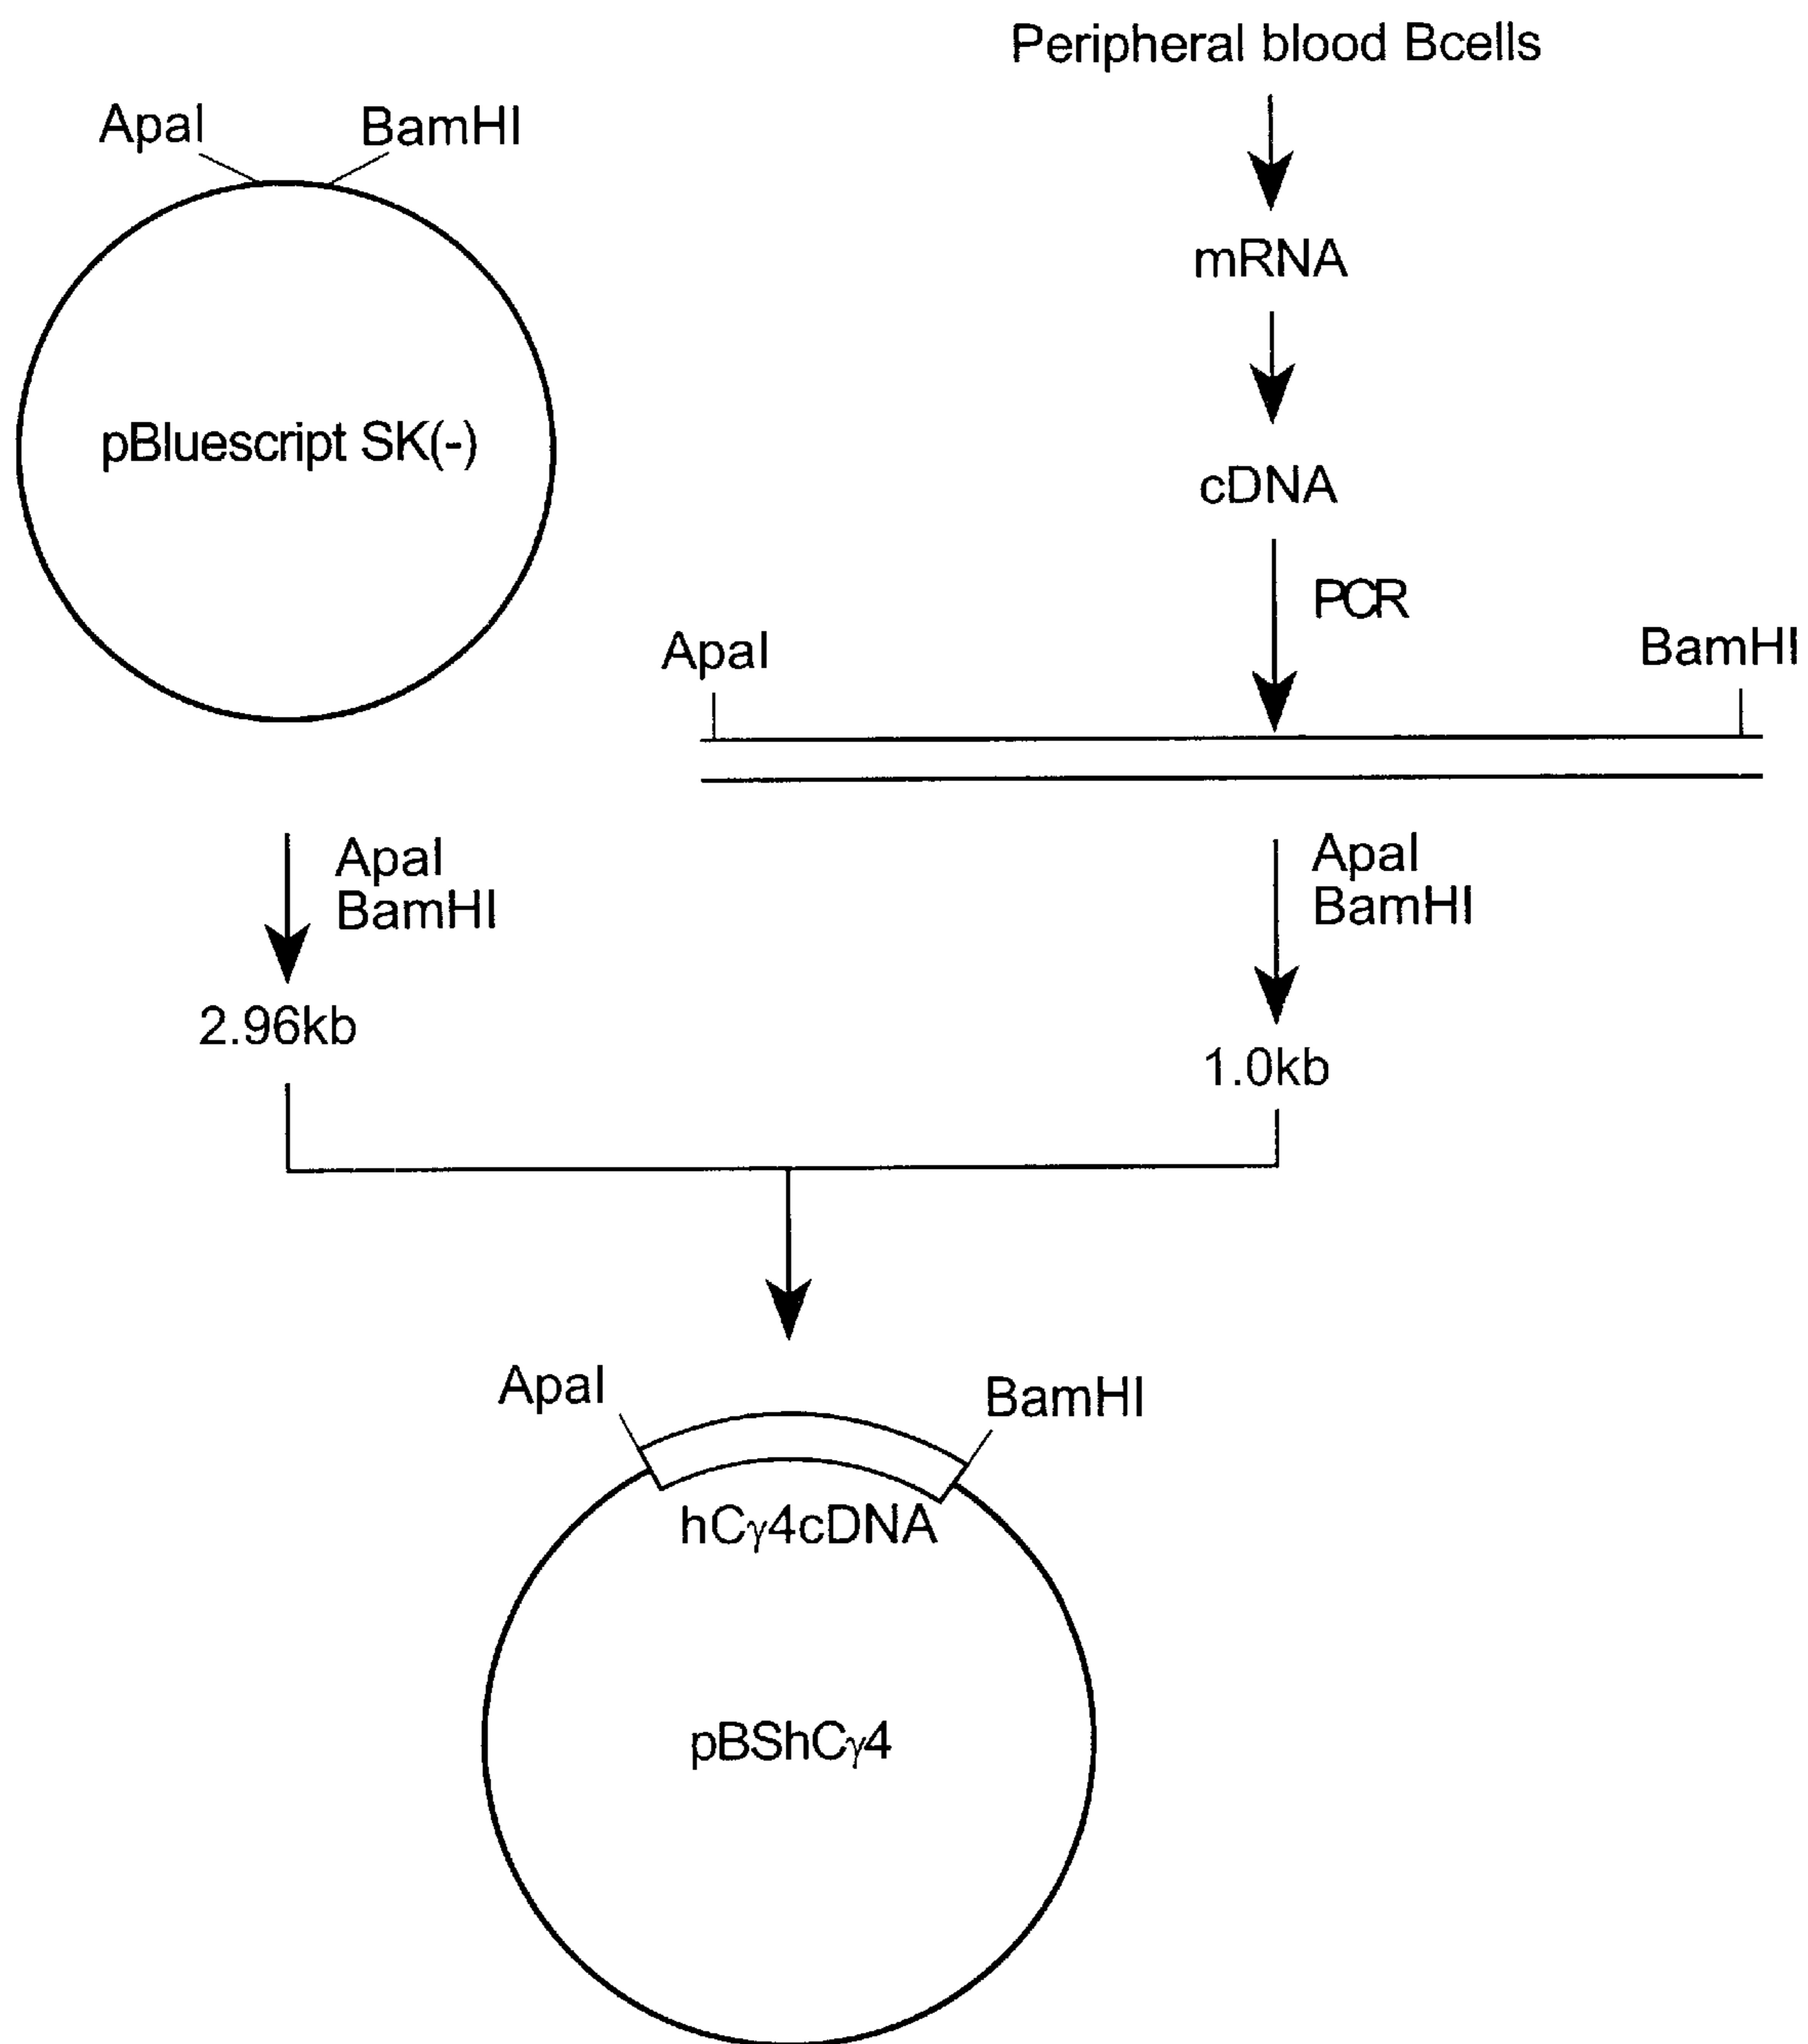 Peripheral blood Bcells
ApaI
BamHI
mRNA
pBluescript SK(-)
cDNA
PCR
ApaI
BamHI
ApaI
BamHI
ApaI
BamHI
2.96kb
1.0kb
ApaI
BamHI
hCγ4cDNA
pBShCγ4